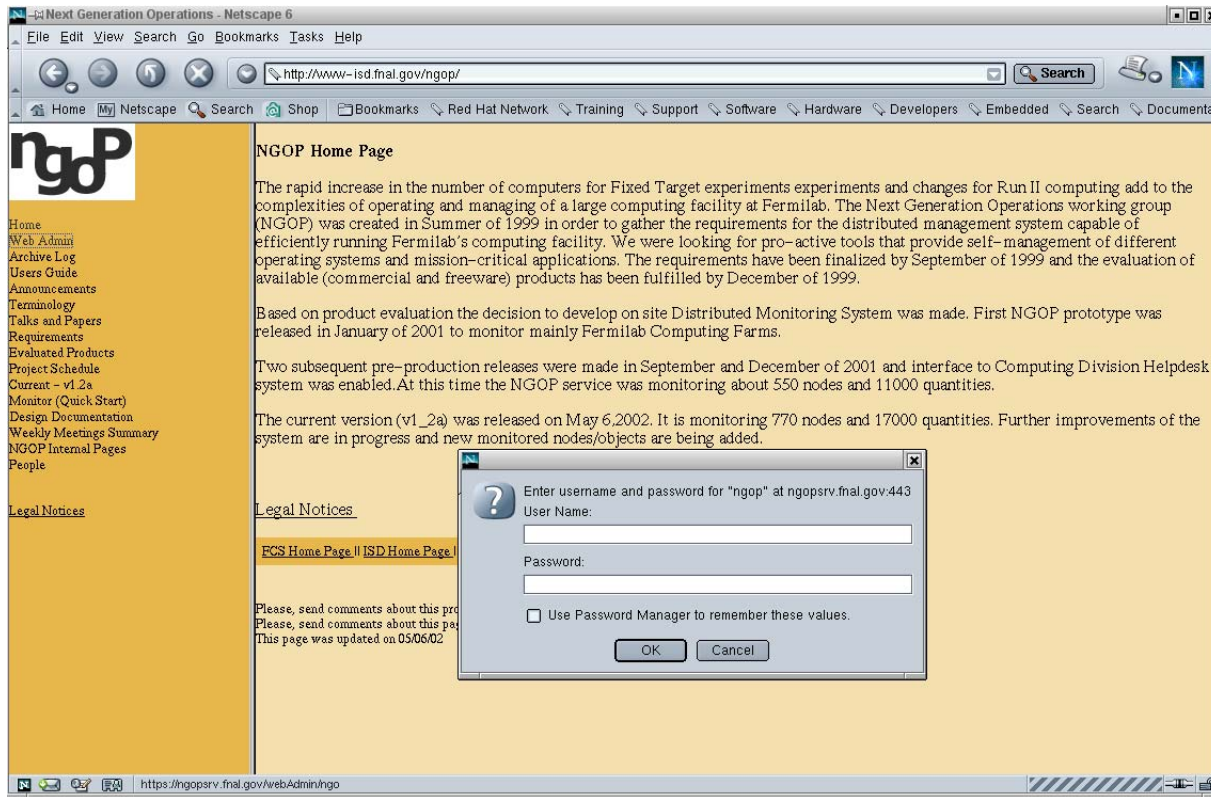 Next Generation Operations - Netscape 6
File Edit View Search Go Bookmarks Tasks Help
http://www-isd.fnal.gov/ngop/ Search N
Home My Netscape Search Shop Bookmarks Red Hat Network Training Support Software Hardware Developers Embedded Search Documenta
ngoP
Home
Web Admin
Archive Log
Users Guide
Announcements
Terminology
Talks and Papers
Requirements
Evaluated Products
Project Schedule
Current - v1.2a
Monitor (Quick Start)
Design Documentation
Weekly Meetings Summary
NGOP Internal Pages
People
Legal Notices
NGOP Home Page
The rapid increase in the number of computers for Fixed Target experiments experiments and changes for Run II computing add to the
complexities of operating and managing of a large computing facility at Fermilab. The Next Generation Operations working group
(NGOP) was created in Summer of 1999 in order to gather the requirements for the distributed management system capable of
efficiently running Fermilab's computing facility. We were looking for pro-active tools that provide self-management of different
operating systems and mission-critical applications. The requirements have been finalized by September of 1999 and the evaluation of
available (commercial and freeware) products has been fulfilled by December of 1999.
Based on product evaluation the decision to develop on site Distributed Monitoring System was made. First NGOP prototype was
released in January of 2001 to monitor mainly Fermilab Computing Farms.
Two subsequent pre-production releases were made in September and December of 2001 and interface to Computing Division Helpdesk
system was enabled.At this time the NGOP service was monitoring about 550 nodes and 11000 quantities.
The current version (v1_2a) was released on May 6,2002. It is monitoring 770 nodes and 17000 quantities. Further improvements of the
system are in progress and new monitored nodes/objects are being added.
Legal Notices
FCS Home Page || ISD Home Page ||
Please, send comments about this pro
Please, send comments about this pag
This page was updated on 05/06/02
Enter username and password for "ngop" at ngopsrv.fnal.gov:443
User Name:
Password:
Use Password Manager to remember these values.
OK Cancel
https://ngopsrv.fnal.gov/webAdmin/ngo